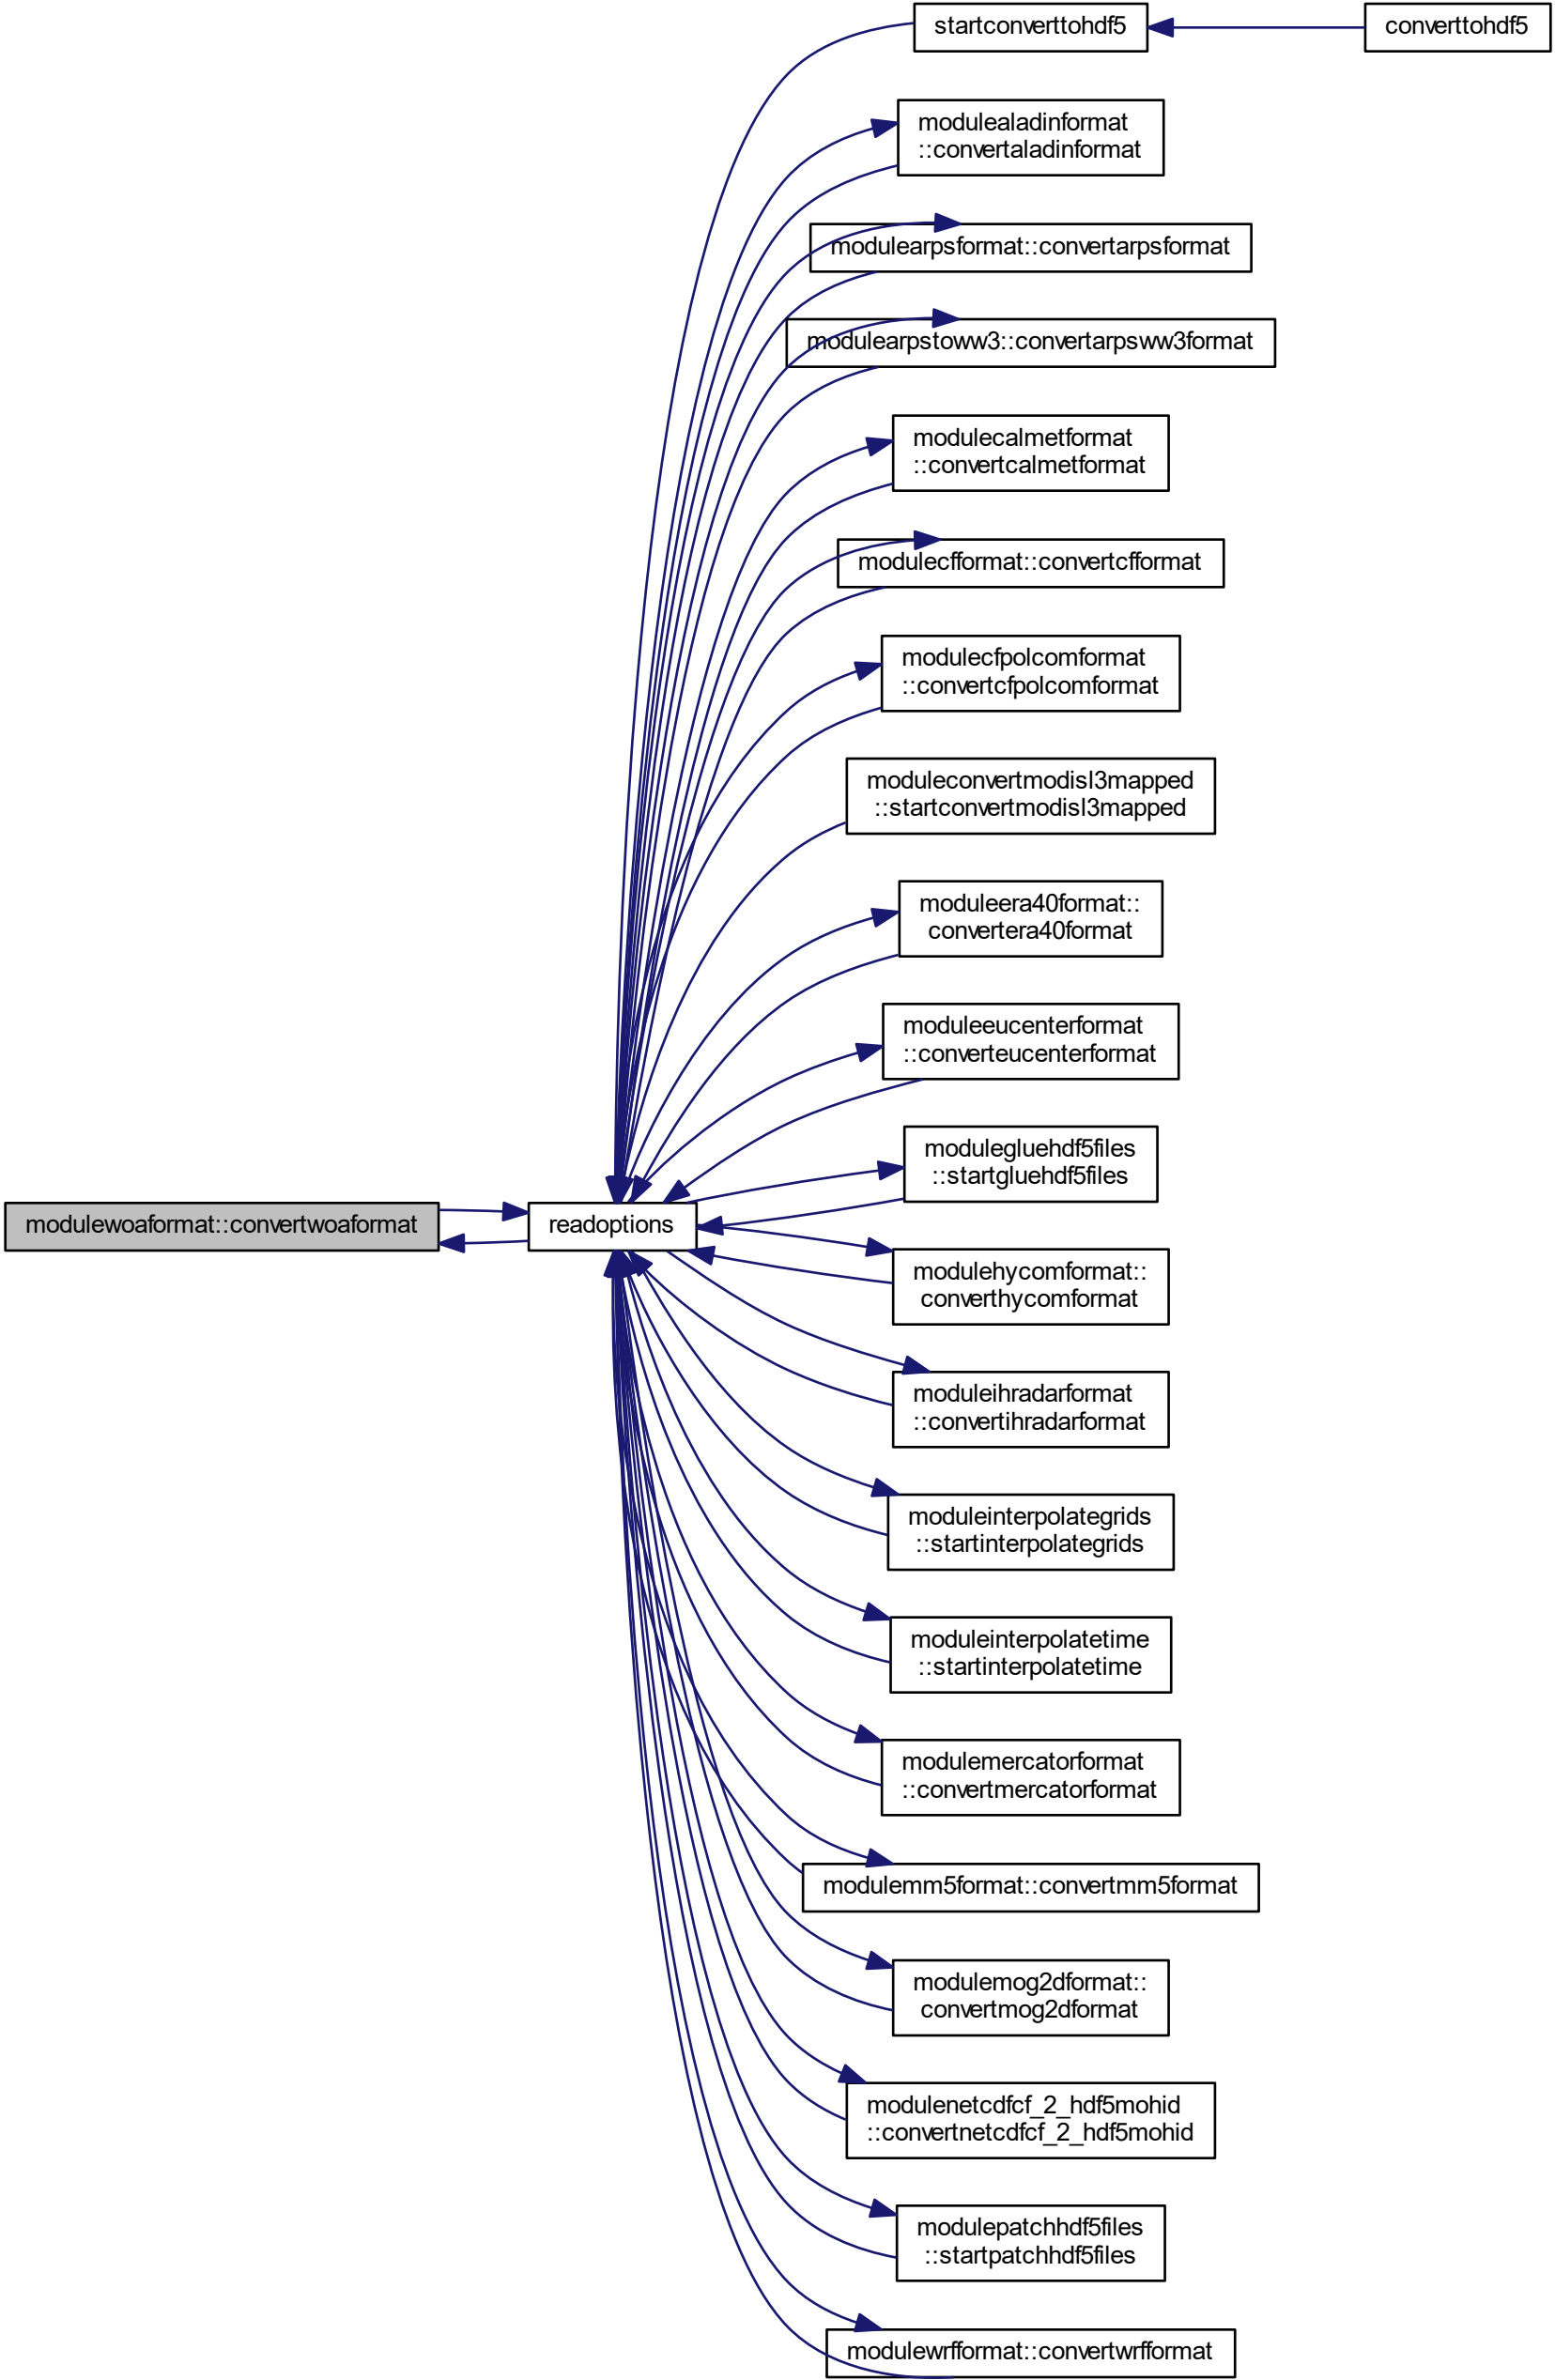 startconverttohdf5
converttohdf5
modulealadinformat
::convertaladinformat
modulearpsformat::convertarpsformat
modulearpstoww3::convertarpsww3format
modulecalmetformat
::convertcalmetformat
modulecfformat::convertcfformat
modulecfpolcomformat
::convertcfpolcomformat
moduleconvertmodisl3mapped
::startconvertmodisl3mapped
moduleera40format::
convertera40format
moduleeucenterformat
::converteucenterformat
modulegluehdf5files
::startgluehdf5files
modulewoaformat::convertwoaformat
readoptions
modulehycomformat::
converthycomformat
moduleihradarformat
::convertihradarformat
moduleinterpolategrids
::startinterpolategrids
moduleinterpolatetime
::startinterpolatetime
modulemercatorformat
::convertmercatorformat
modulemm5format::convertmm5format
modulemog2dformat::
convertmog2dformat
modulenetcdfcf_2_hdf5mohid
::convertnetcdfcf_2_hdf5mohid
modulepatchhdf5files
::startpatchhdf5files
modulewrfformat::convertwrfformat